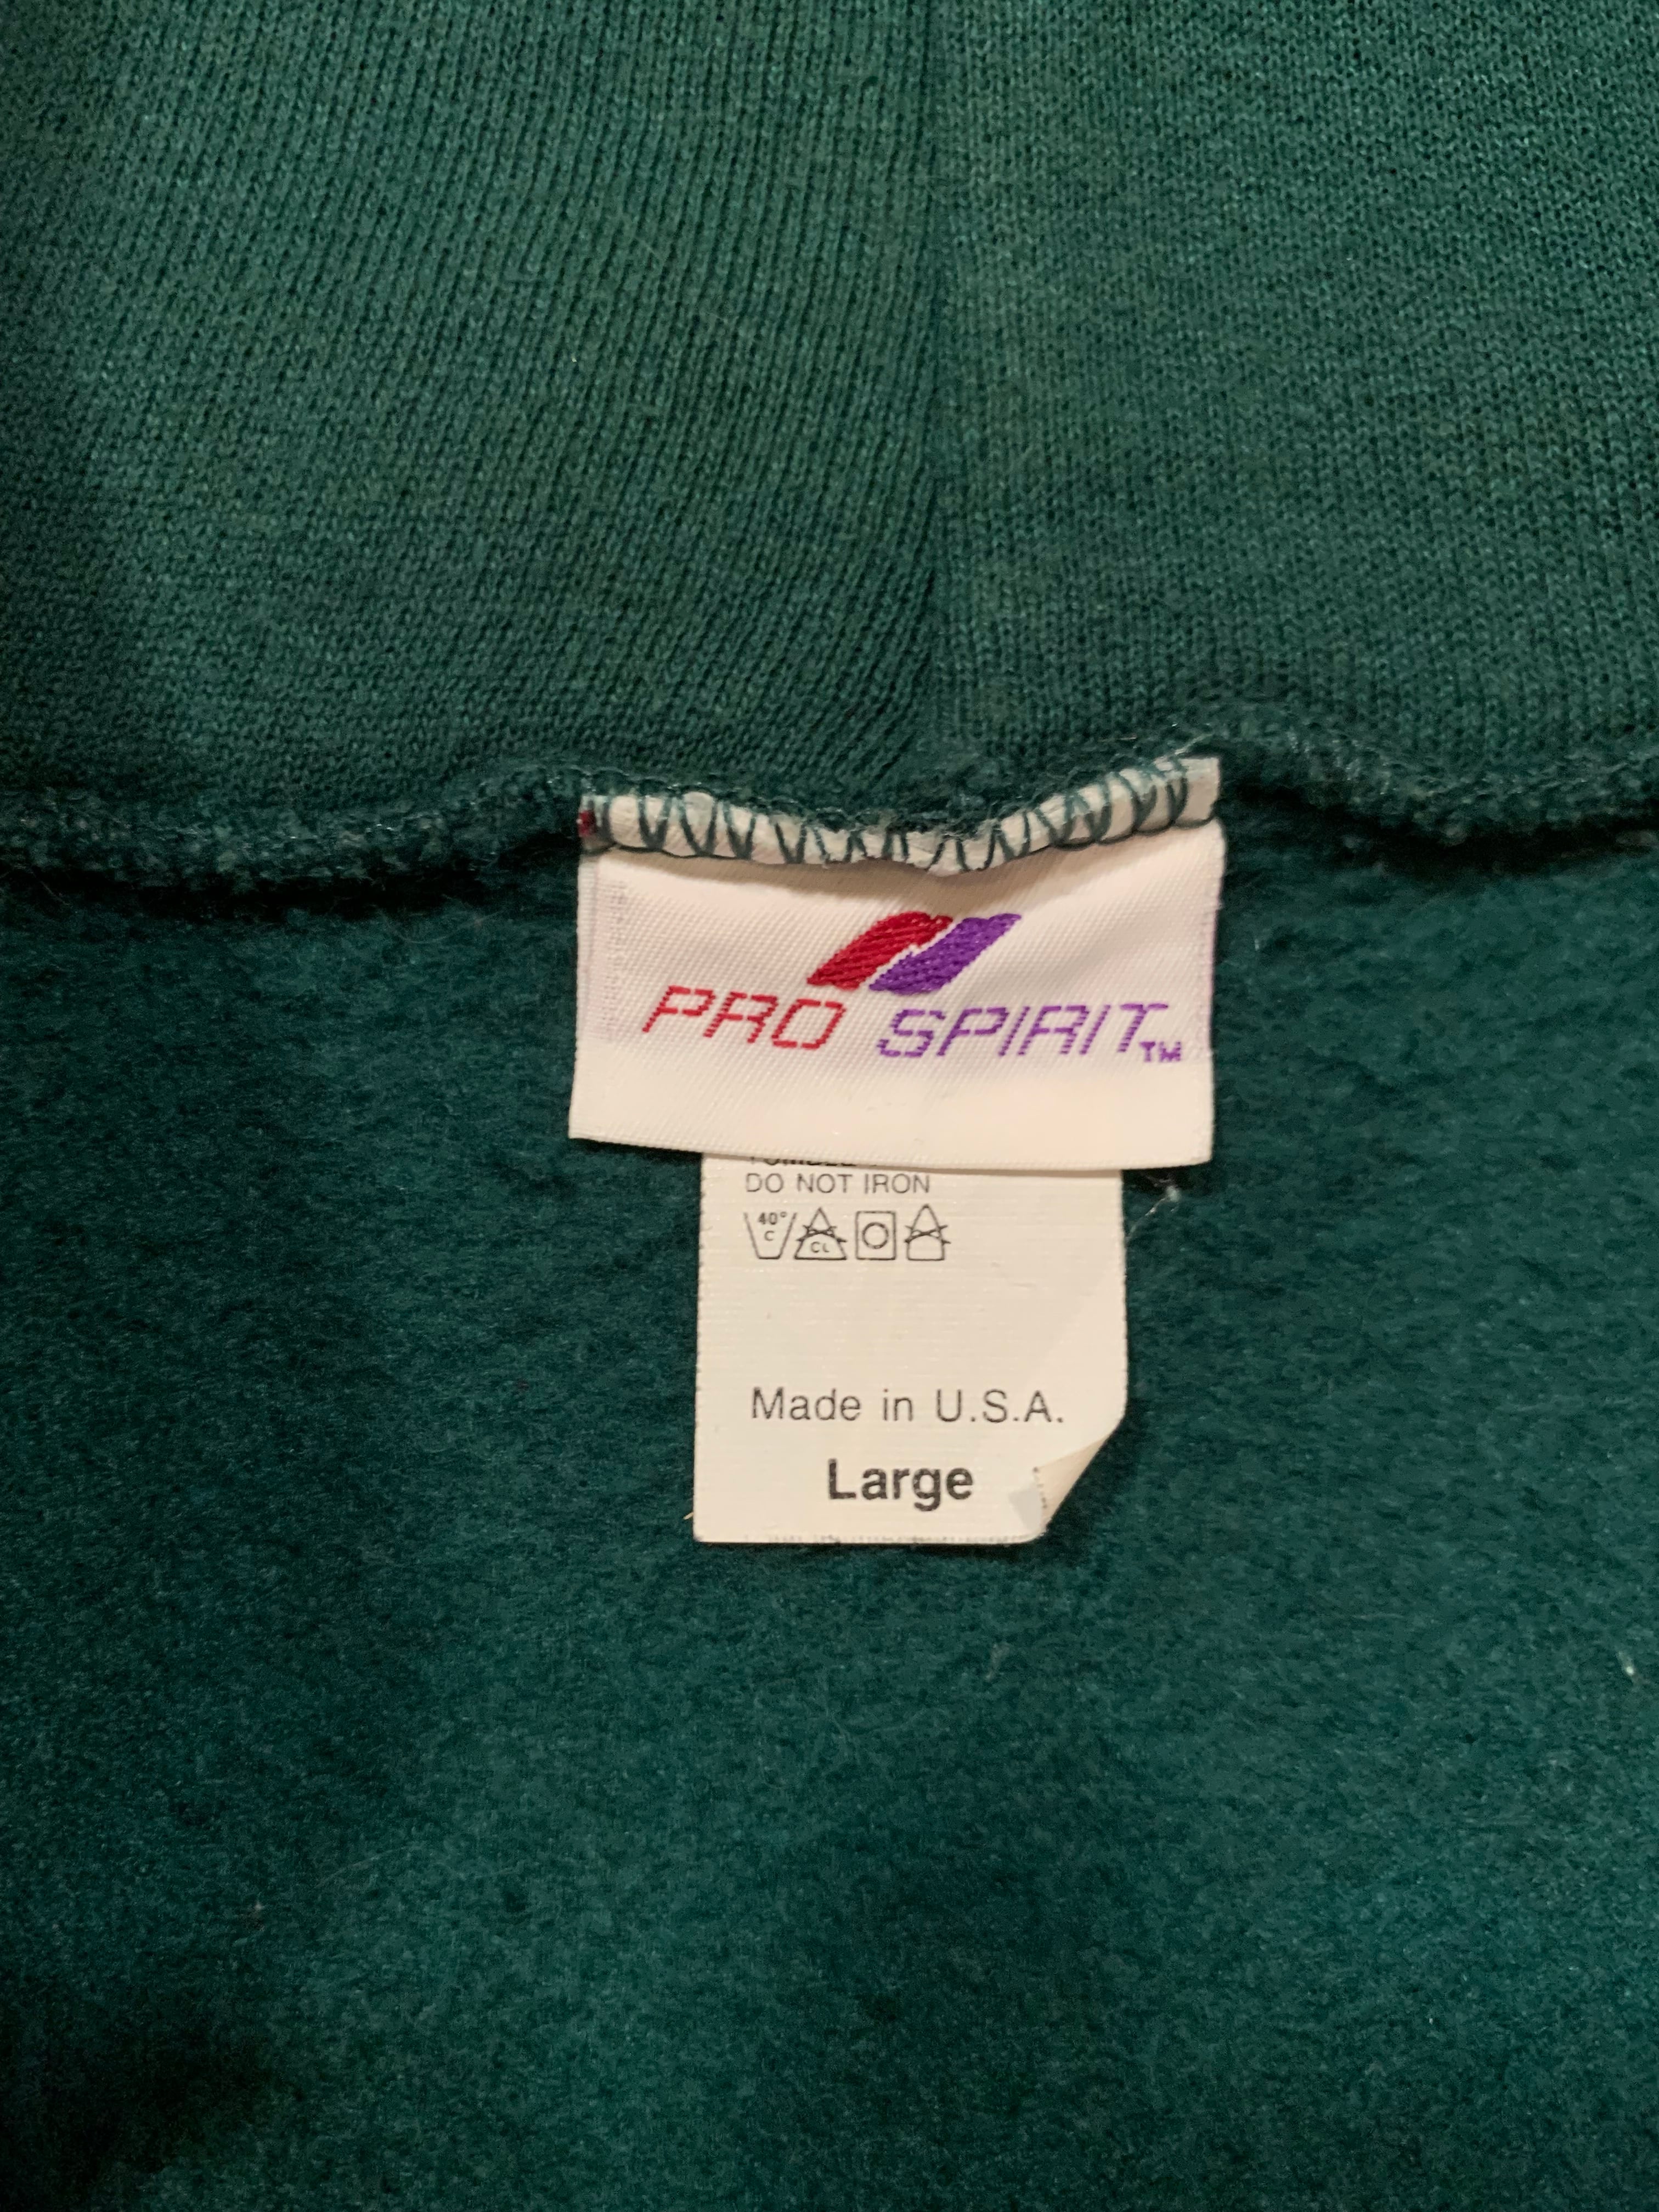 PRO SPIRIT™
DO NOT IRON
40°
C
CL
Made in U.S.A.
Large